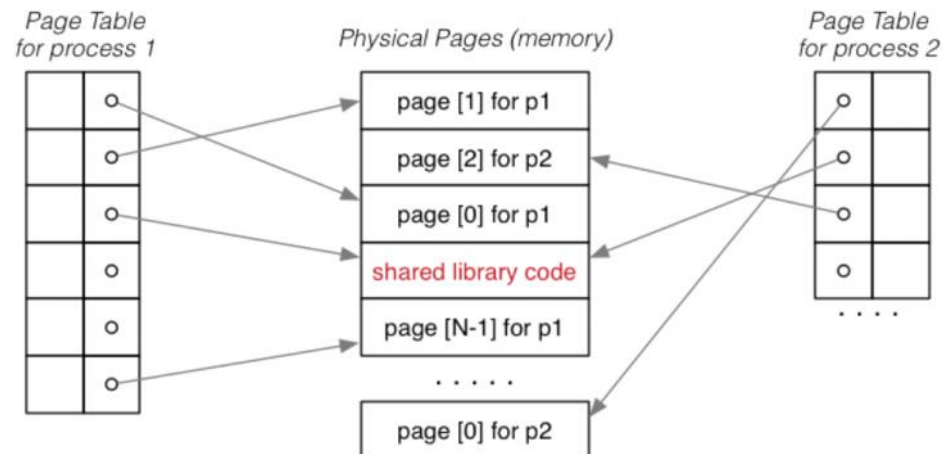 Page Table
for process 1
Physical Pages (memory)
Page Table
for process 2
page [1] for p1
page [2] for p2
page [0] for p1
shared library code
page [N-1] for p1
. . . . .
page [0] for p2
. . . .